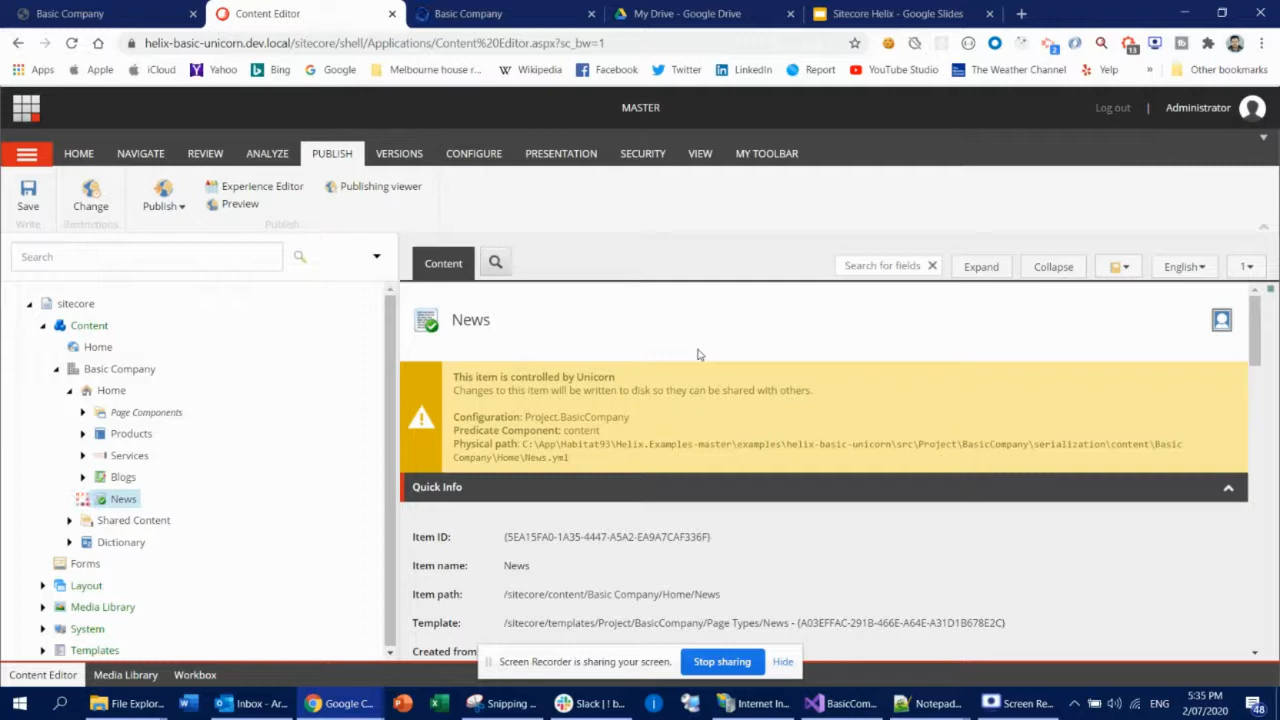 Basic Company
Content Editor
Basic Company
My Drive - Google Drive
Sitecore Helix - Google Slides
helix-basic-unicorn.dev.local/sitecore/shell/Applications/Content%20Editor.aspx?sc_bw=1
Apps
Apple
iCloud
Yahoo
Bing
Google
Melbourne house r...
Wikipedia
Facebook
Twitter
LinkedIn
Report
YouTube Studio
The Weather Channel
Yelp
»
Other bookmarks
MASTER
Log out | Administrator
HOME NAVIGATE REVIEW ANALYZE PUBLISH VERSIONS CONFIGURE PRESENTATION SECURITY VIEW MY TOOLBAR
Save
Write
Change
Restrictions
Publish
Experience Editor
Preview
Publishing viewer
Publish
Search
sitecore
Content
Home
Basic Company
Home
Page Components
Products
Services
Blogs
News
Shared Content
Dictionary
Forms
Layout
Media Library
System
Templates
Content
Search for fields
Expand
Collapse
English
1
News
This item is controlled by Unicorn
Changes to this item will be written to disk so they can be shared with others.
Configuration: Project.BasicCompany
Predicate Component: content
Physical path: C:\App\Habitat93\Helix.Examples-master\examples\helix-basic-unicorn\src\Project\BasicCompany\serialization\content\Basic
Company\Home\News.yml
Quick Info
Item ID: {5EA15FA0-1A35-4447-A5A2-EA9A7CAF336F}
Item name: News
Item path: /sitecore/content/Basic Company/Home/News
Template: /sitecore/templates/Project/BasicCompany/Page Types/News - {A03EFFAC-291B-466E-A64E-A31D1B678E2C}
Created from
Screen Recorder is sharing your screen.
Stop sharing
Hide
Content Editor
Media Library
Workbox
File Explor...
Inbox - Ar...
Google C...
Snipping ...
Slack | ! b...
Internet In...
BasicCom...
Notepad...
Screen Re...
ENG
5:35 PM
2/07/2020
48